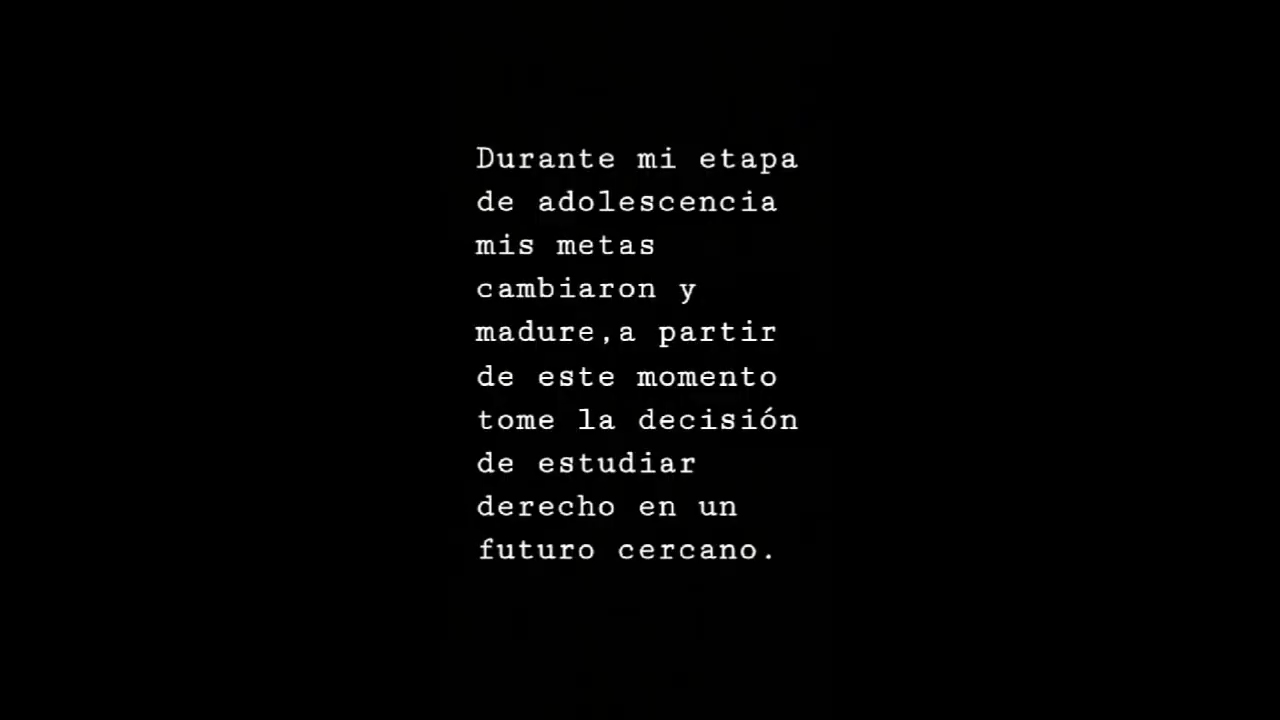 Durante mi etapa
de adolescencia
mis metas
cambiaron y
madure,a partir
de este momento
tome la decisión
de estudiar
derecho en un
futuro cercano.